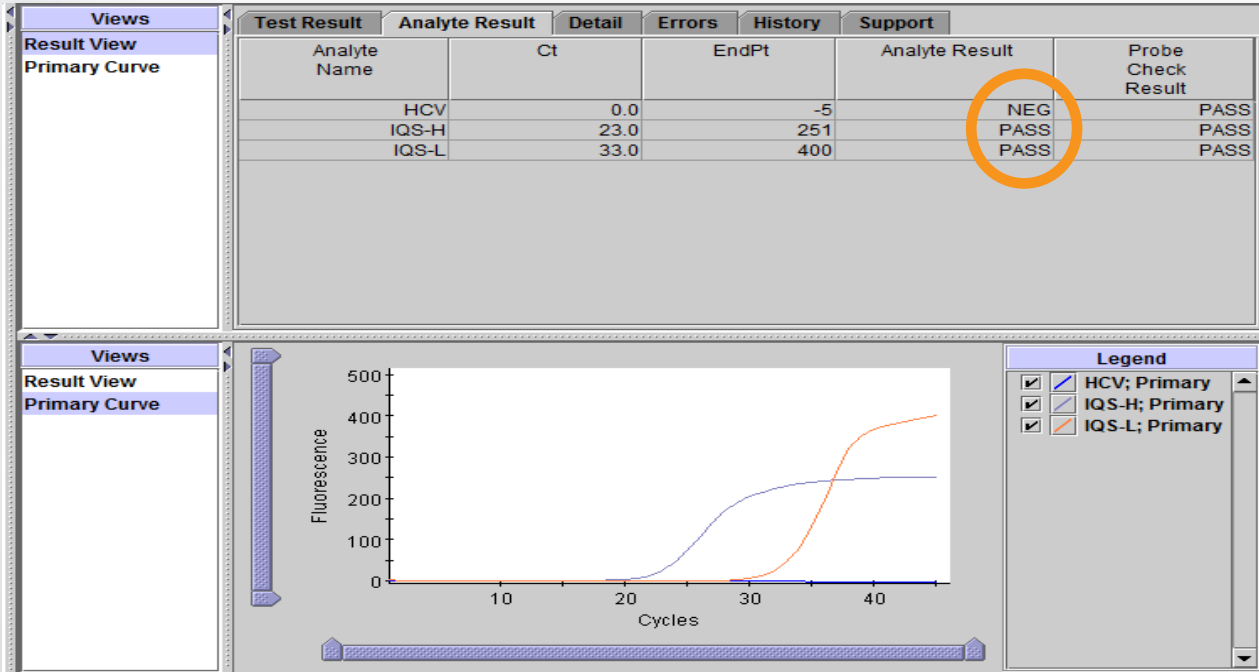 Views
Result View
Primary Curve
Test Result Analyte Result Detail Errors History Support
Analyte Name Ct EndPt Analyte Result Probe Check Result
HCV 0.0 -5 NEG PASS
IQS-H 23.0 251 PASS PASS
IQS-L 33.0 400 PASS PASS
Views
Result View
Primary Curve
500
400
300
200
100
0
Fluorescence
10 20 30 40
Cycles
Legend
HCV; Primary
IQS-H; Primary
IQS-L; Primary